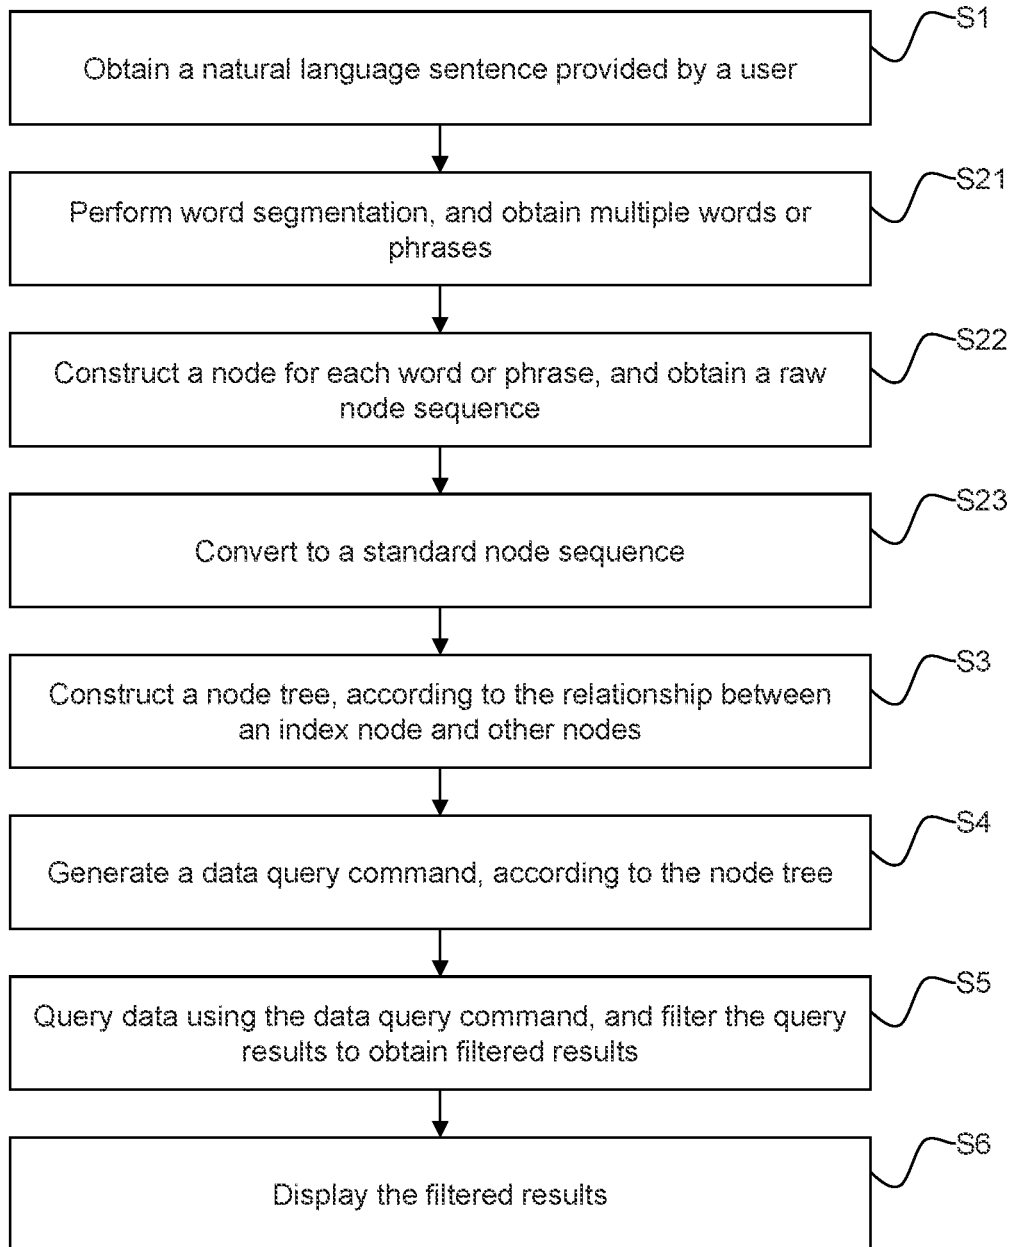 S1
Obtain a natural language sentence provided by a user
S21
Perform word segmentation, and obtain multiple words or
phrases
S22
Construct a node for each word or phrase, and obtain a raw
node sequence
S23
Convert to a standard node sequence
S3
Construct a node tree, according to the relationship between
an index node and other nodes
S4
Generate a data query command, according to the node tree
S5
Query data using the data query command, and filter the query
results to obtain filtered results
S6
Display the filtered results